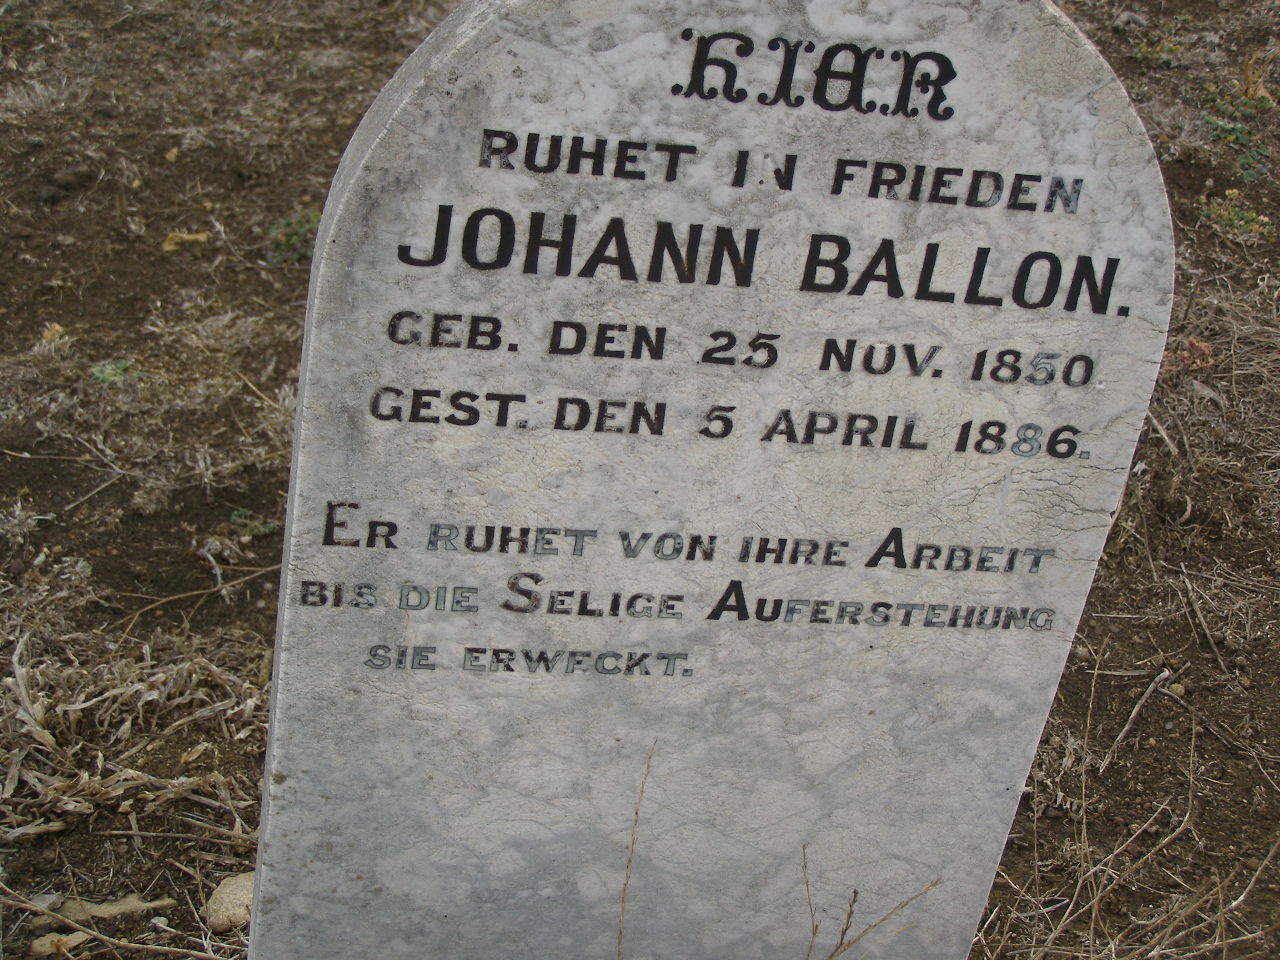 HIER
RUHET IN FRIEDEN
JOHANN BALLON.
GEB. DEN 25 NOV. 1850
GEST. DEN 5 APRIL 1886.
ER RUHET VON IHRE ARBEIT
BIS DIE SELIGE AUFERSTEHUNG
SIE ERWECKT.